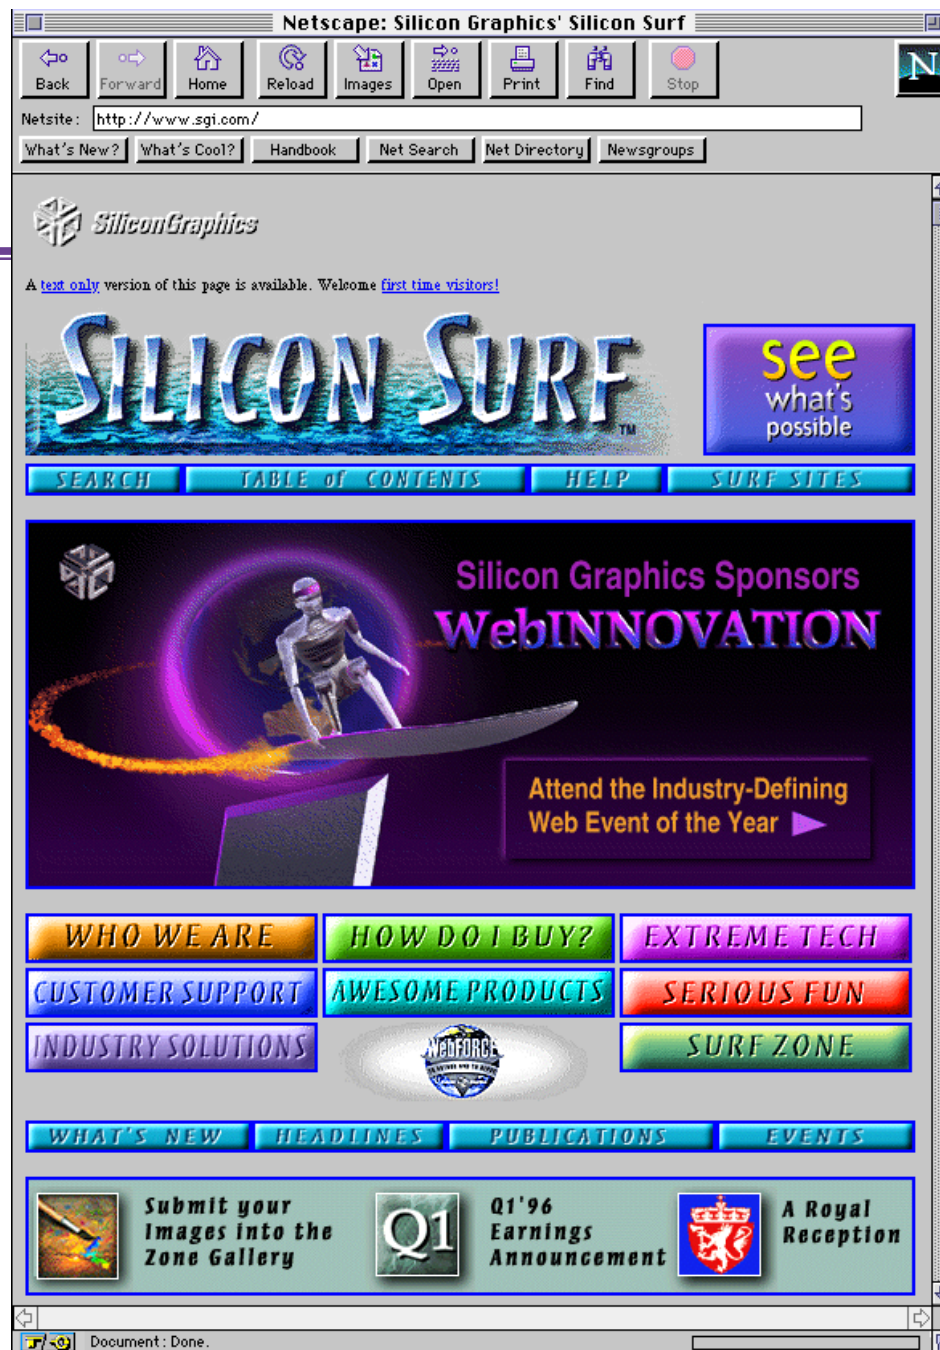 Netscape: Silicon Graphics' Silicon Surf
Back Forward Home Reload Images Open Print Find Stop
N
Netsite: http://www.sgi.com/
What's New? What's Cool? Handbook Net Search Net Directory Newsgroups
SiliconGraphics
A text only version of this page is available. Welcome first time visitors!
SILICON SURF™
see
what's
possible
SEARCH TABLE of CONTENTS HELP SURF SITES
Silicon Graphics Sponsors
WebINNOVATION
Attend the Industry-Defining
Web Event of the Year
WHO WE ARE HOW DO I BUY? EXTREME TECH
CUSTOMER SUPPORT AWESOME PRODUCTS SERIOUS FUN
INDUSTRY SOLUTIONS WebFORCE SURF ZONE
WHAT'S NEW HEADLINES PUBLICATIONS EVENTS
Submit your
Images into the
Zone Gallery
Q1
Q1'96
Earnings
Announcement
A Royal
Reception
Document: Done.